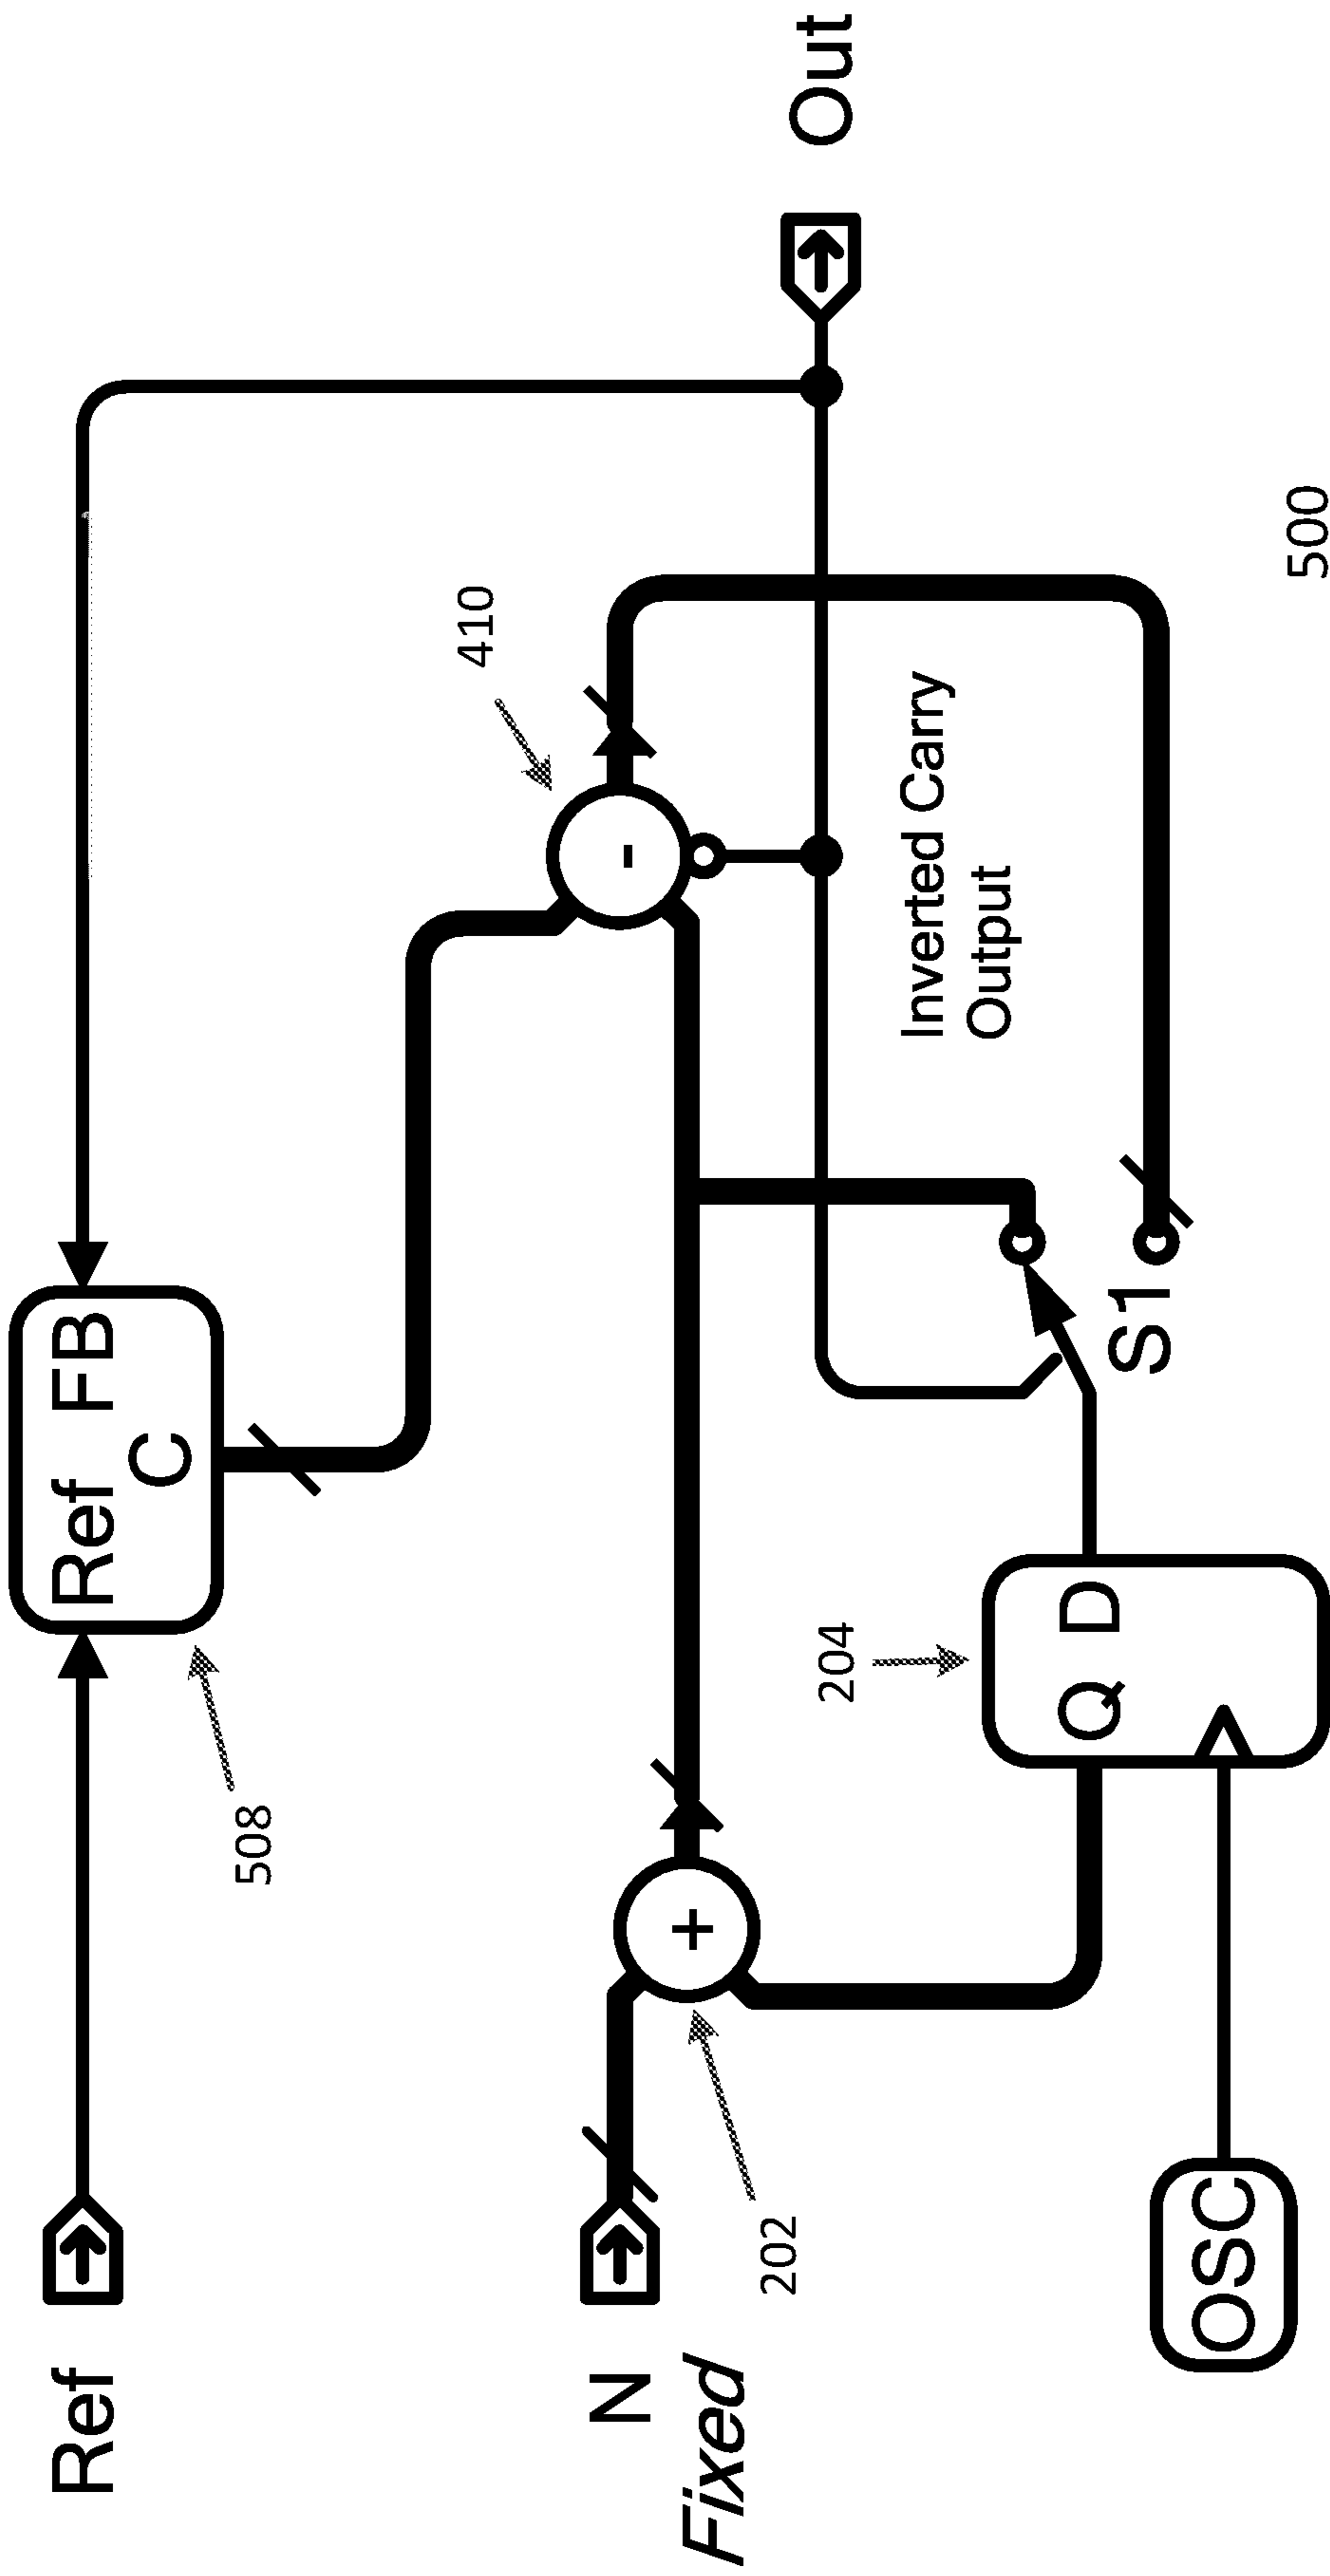 Ref
508
Ref FB
C
N
Fixed
202
+
410
-
Out
Inverted Carry
Output
204
Q D
S1
OSC
500